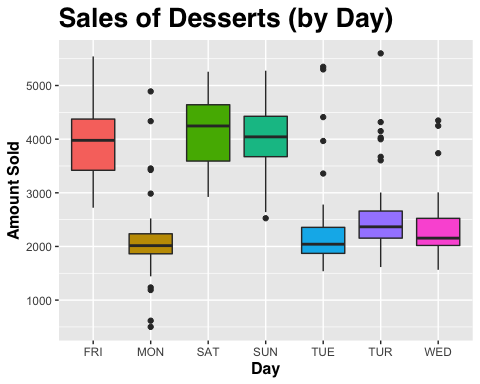 Sales of Desserts (by Day)
Amount Sold
5000
4000
3000
2000
1000
FRI MON SAT SUN TUE TUR WED
Day